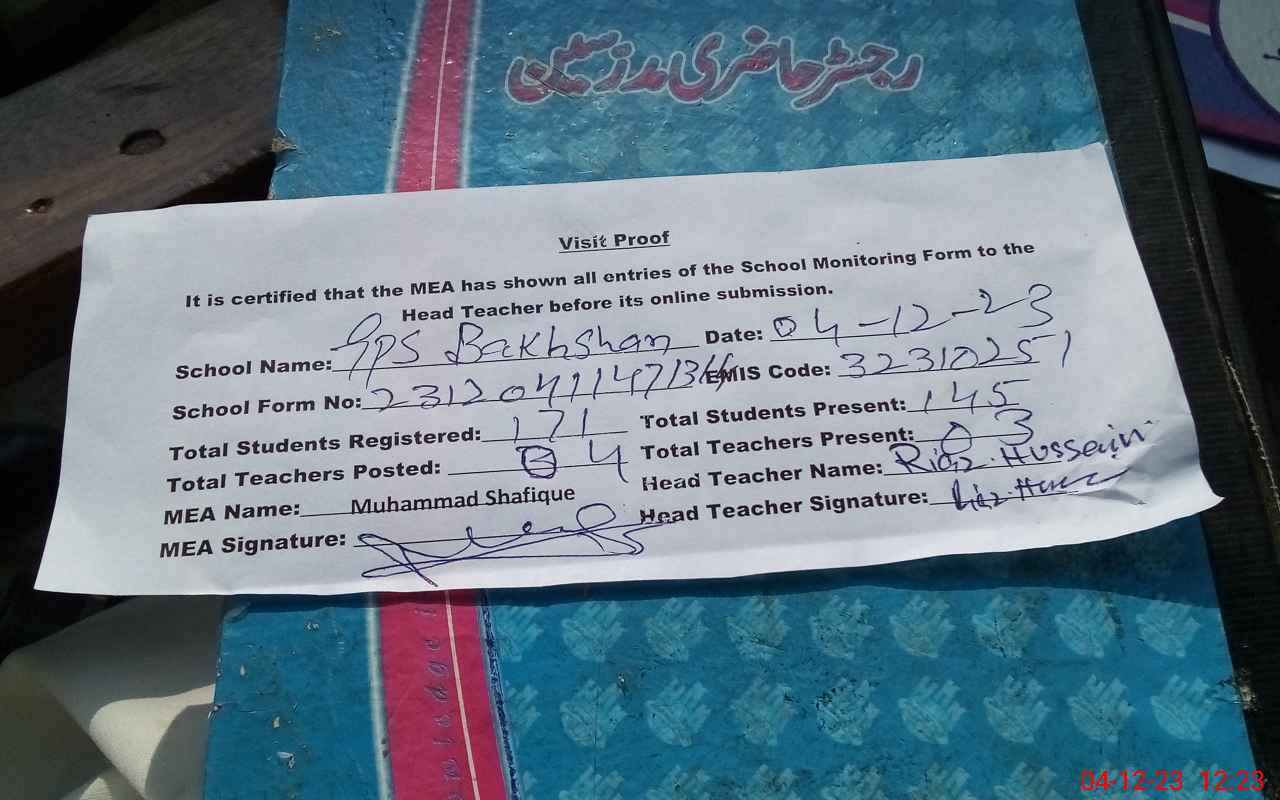 رجسٹر حاضری مدرسین
Visit Proof
It is certified that the MEA has shown all entries of the School Monitoring Form to the
Head Teacher before its online submission.
School Name: GPS Bakhshan Date: 04-12-23
School Form No: 231204114713 EMIS Code: 32310251
Total Students Registered: 171 Total Students Present: 145
Total Teachers Posted: 04 Total Teachers Present: 03
MEA Name: Muhammad Shafique Head Teacher Name: Riaz Hussain
MEA Signature: Head Teacher Signature:
04-12-23 12:23